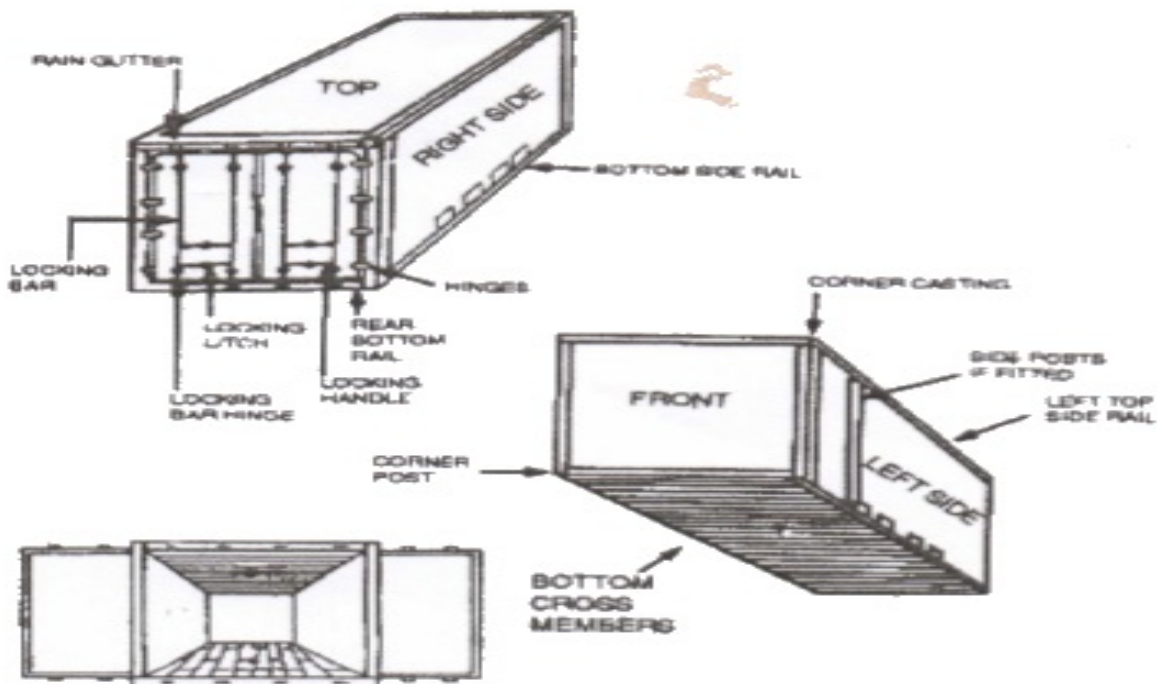 RAIN GUTTER
TOP
RIGHT SIDE
BOTTOM SIDE RAIL
LOCKING
BAR
HINGES
LOCKING
LITCH
REAR
BOTTOM
RAIL
LOCKING
HANDLE
LOCKING
BAR HINGE
CORNER CASTING
SIDE POSTS
IF FITTED
LEFT TOP
SIDE RAIL
FRONT
LEFT SIDE
CORNER
POST
BOTTOM
CROSS
MEMBERS